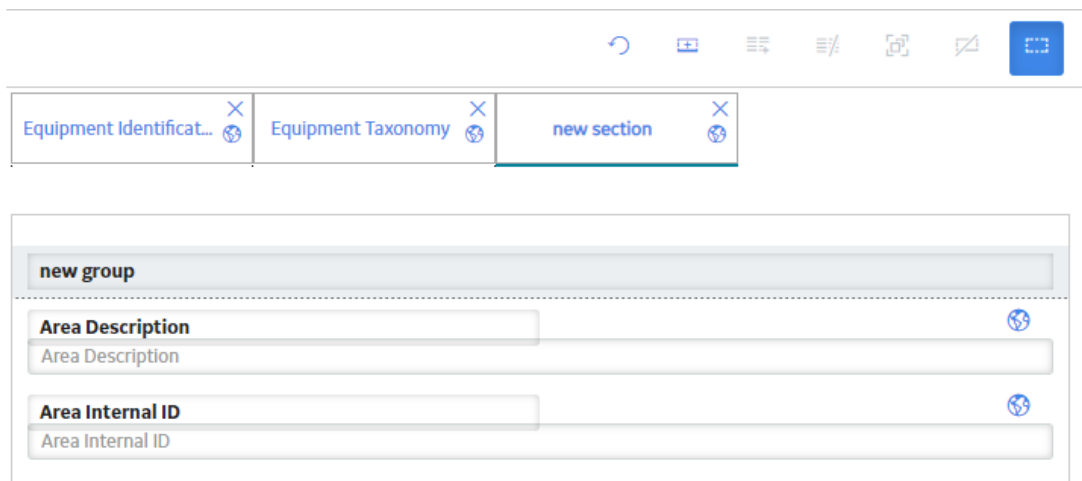 Equipment Identificat...
Equipment Taxonomy
new section
new group
Area Description
Area Description
Area Internal ID
Area Internal ID